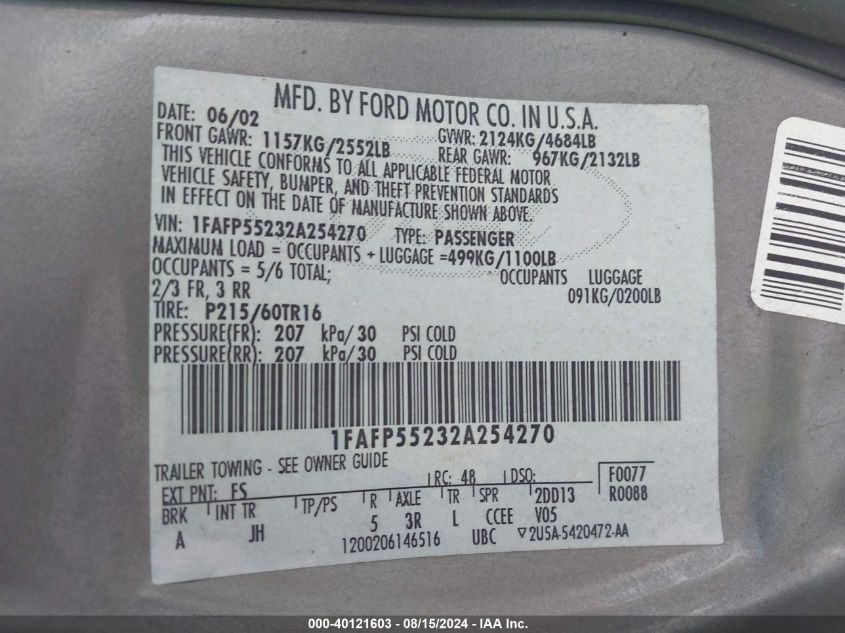 MFD. BY FORD MOTOR CO. IN U.S.A.
DATE: 06/02 GVWR: 2124KG/4684LB
FRONT GAWR: 1157KG/2552LB REAR GAWR: 967KG/2132LB
THIS VEHICLE CONFORMS TO ALL APPLICABLE FEDERAL MOTOR
VEHICLE SAFETY, BUMPER, AND THEFT PREVENTION STANDARDS
IN EFFECT ON THE DATE OF MANUFACTURE SHOWN ABOVE.
VIN: 1FAFP55232A254270 TYPE: PASSENGER
MAXIMUM LOAD = OCCUPANTS + LUGGAGE =499KG/1100LB
OCCUPANTS = 5/6 TOTAL; OCCUPANTS LUGGAGE
2/3 FR, 3 RR 091KG/0200LB
TIRE: P215/60TR16
PRESSURE(FR): 207 kPa/30 PSI COLD
PRESSURE(RR): 207 kPa/30 PSI COLD
1FAFP55232A254270
TRAILER TOWING - SEE OWNER GUIDE
EXT PNT: FS RC: 48 DSO: F0077
BRK INT TR TP/PS R AXLE TR SPR 2DD13 R0088
A JH 5 3R L CCEE V05
1200206146516 UBC ▽2U5A-5420472-AA
000-40121603 - 08/15/2024 - IAA Inc.